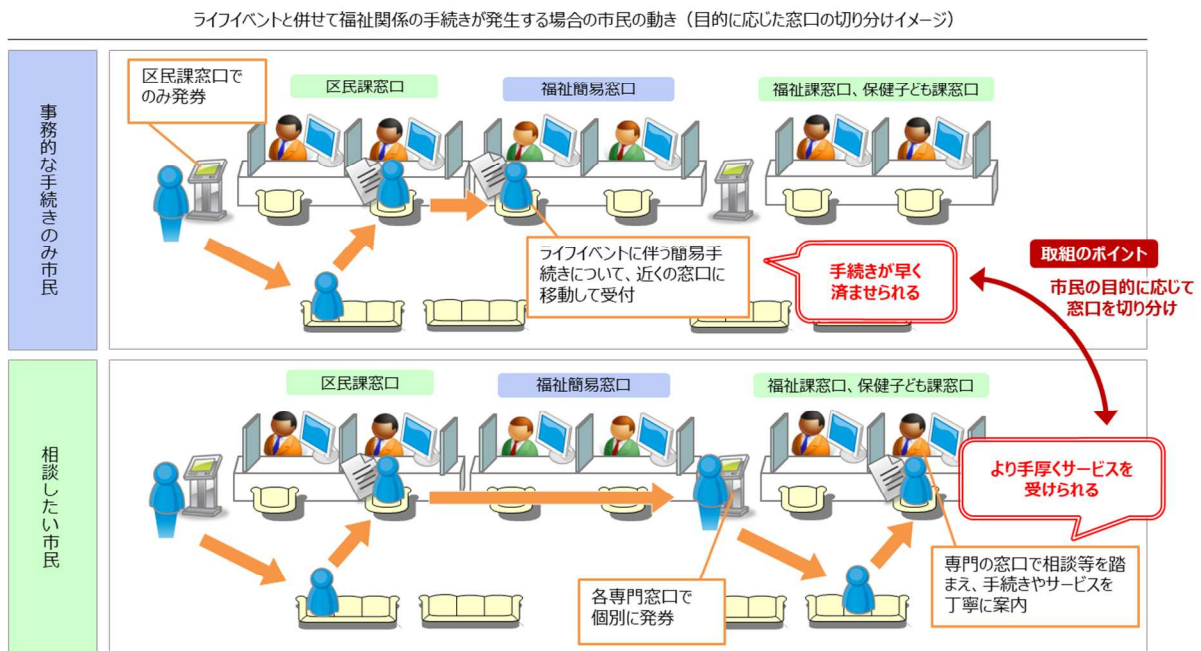 ライフイベントと併せて福祉関係の手続きが発生する場合の市民の動き（目的に応じた窓口の切り分けイメージ）
事務的な手続きのみ市民
区民課窓口で
のみ発券
区民課窓口
福祉簡易窓口
福祉課窓口、保健子ども課窓口
ライフイベントに伴う簡易手
続きについて、近くの窓口に
移動して受付
手続きが早く
済ませられる
取組のポイント
市民の目的に応じて
窓口を切り分け
相談したい市民
区民課窓口
福祉簡易窓口
福祉課窓口、保健子ども課窓口
より手厚くサービスを
受けられる
各専門窓口で
個別に発券
専門の窓口で相談等を踏
まえ、手続きやサービスを
丁寧に案内